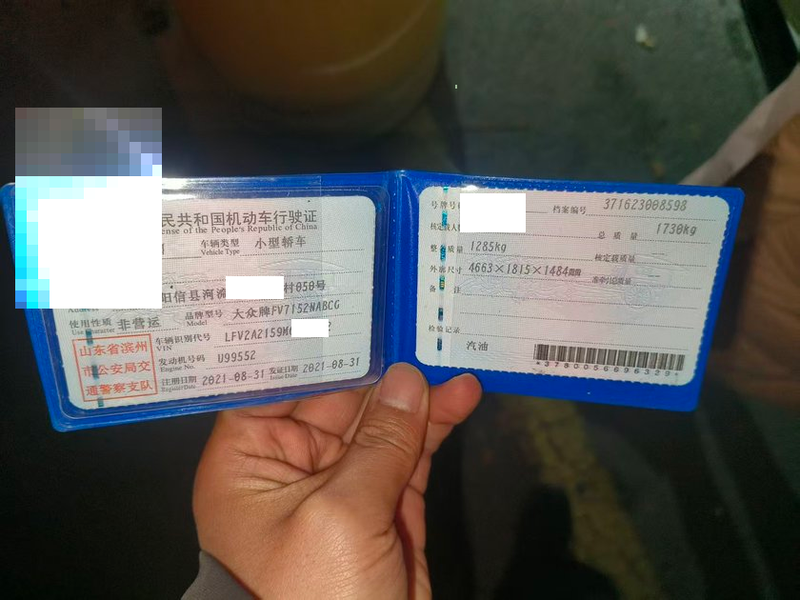 民共和国机动车行驶证
ense of the People's Republic of China
车辆类型 小型轿车
Vehicle Type
阳信县河流
村050号
使用性质 非营运 品牌型号 大众牌FV7152NABCG
Use Character
Model
山东省滨州
市公安局交
通警察支队
车辆识别代号 LFV2A2159M
VIN
发动机号码 U99552
Engine No.
注册日期 2021-08-31 发证日期 2021-08-31
Register Date
Issue Date
号牌号 档案编号 371623008598
核定载人 总质量 1730kg
整备质量 1285kg 核定载质量
外廓尺寸 4663×1815×1484mm 准牵引总质量
备注
检验记录
汽油